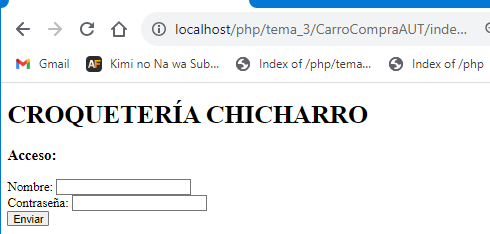 localhost/php/tema_3/CarroCompraAUT/inde...
Gmail Kimi no Na wa Sub... Index of /php/tema... Index of /php
CROQUETERÍA CHICHARRO
Acceso:
Nombre:
Contraseña:
Enviar